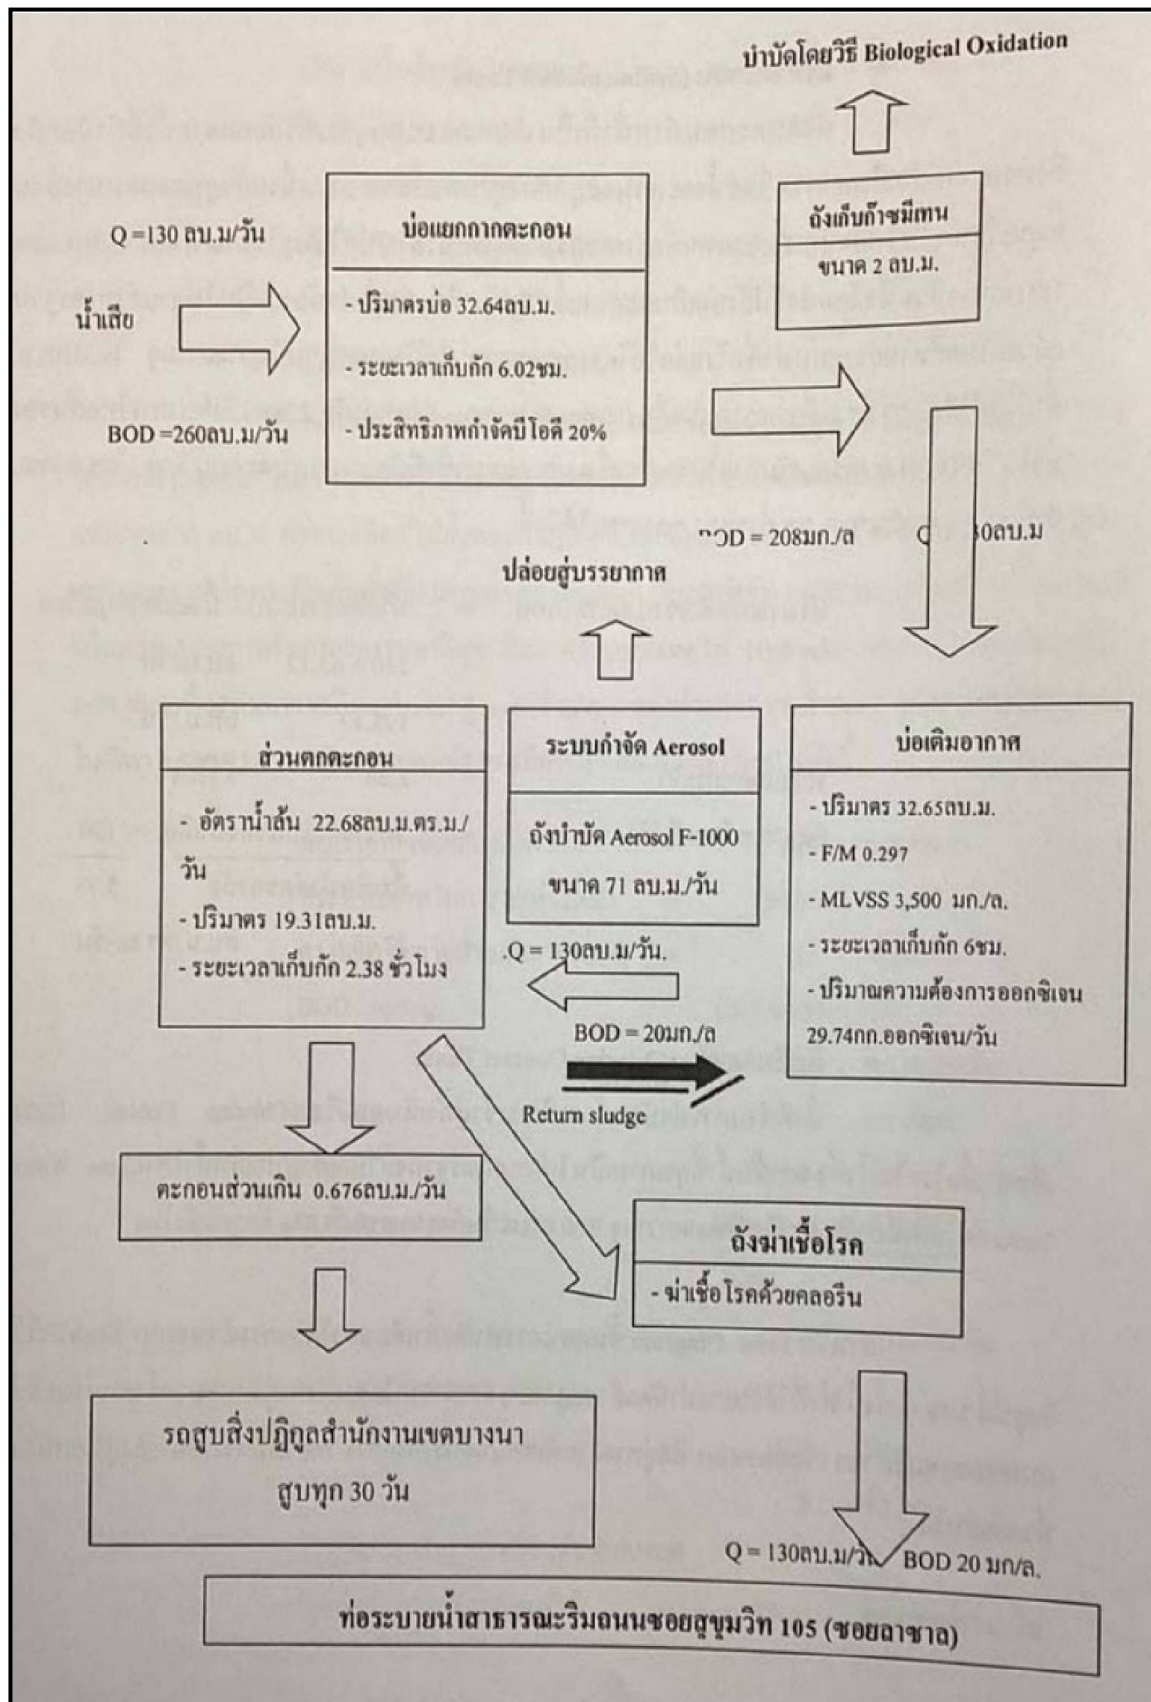 บำบัดโดยวิธี Biological Oxidation
Q =130 ลบ.ม/วัน
น้ำเสีย
BOD =260ลบ.ม/วัน
บ่อแยกกากตะกอน
- ปริมาตรบ่อ 32.64ลบ.ม.
- ระยะเวลาเก็บกัก 6.02ชม.
- ประสิทธิภาพกำจัดบีโอดี 20%
ถังเก็บก๊าซมีเทน
ขนาด 2 ลบ.ม.
BOD = 208มก./ล
Q 30ลบ.ม
ปล่อยสู่บรรยากาศ
ส่วนตกตะกอน
- อัตราน้ำล้น 22.68ลบ.ม.ตร.ม./
วัน
- ปริมาตร 19.31ลบ.ม.
- ระยะเวลาเก็บกัก 2.38 ชั่วโมง
ระบบกำจัด Aerosol
ถังบำบัด Aerosol F-1000
ขนาด 71 ลบ.ม./วัน
บ่อเติมอากาศ
- ปริมาตร 32.65ลบ.ม.
- F/M 0.297
- MLVSS 3,500 มก./ล.
- ระยะเวลาเก็บกัก 6ชม.
- ปริมาณความต้องการออกซิเจน
29.74กก.ออกซิเจน/วัน
.Q = 130ลบ.ม/วัน.
BOD = 20มก./ล
Return sludge
ตะกอนส่วนเกิน 0.676ลบ.ม./วัน
ถังฆ่าเชื้อโรค
- ฆ่าเชื้อโรคด้วยคลอรีน
รถสูบสิ่งปฏิกูลสำนักงานเขตบางนา
สูบทุก 30 วัน
Q = 130ลบ.ม/วัน BOD 20 มก/ล.
ท่อระบายน้ำสาธารณะริมถนนซอยสุขุมวิท 105 (ซอยลาซาล)